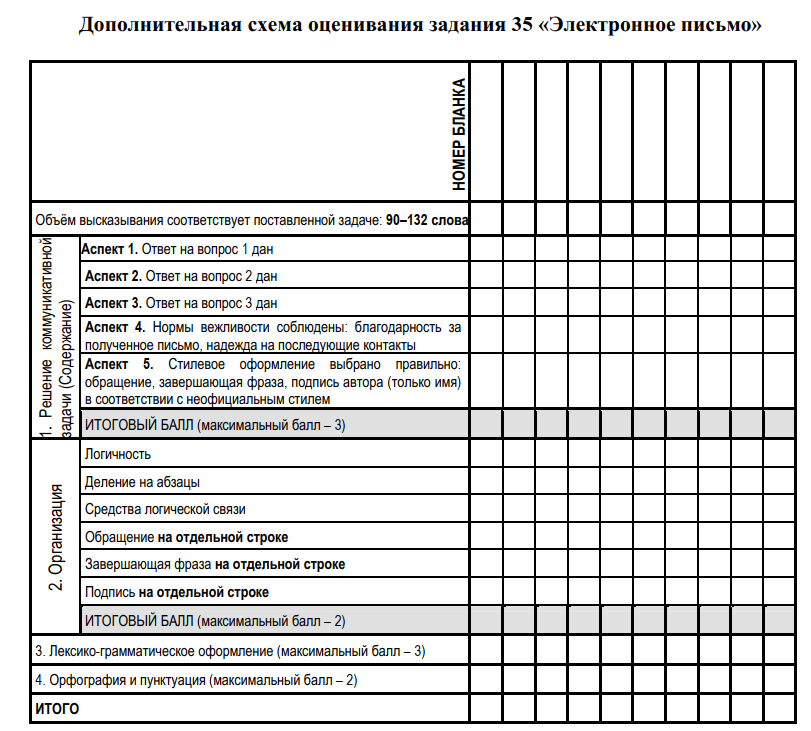 Дополнительная схема оценивания задания 35 «Электронное письмо»
НОМЕР БЛАНКА
Объём высказывания соответствует поставленной задаче: 90–132 слова
1. Решение коммуникативной
задачи (Содержание)
Аспект 1. Ответ на вопрос 1 дан
Аспект 2. Ответ на вопрос 2 дан
Аспект 3. Ответ на вопрос 3 дан
Аспект 4. Нормы вежливости соблюдены: благодарность за
полученное письмо, надежда на последующие контакты
Аспект 5. Стилевое оформление выбрано правильно:
обращение, завершающая фраза, подпись автора (только имя)
в соответствии с неофициальным стилем
ИТОГОВЫЙ БАЛЛ (максимальный балл – 3)
2. Организация
Логичность
Деление на абзацы
Средства логической связи
Обращение на отдельной строке
Завершающая фраза на отдельной строке
Подпись на отдельной строке
ИТОГОВЫЙ БАЛЛ (максимальный балл – 2)
3. Лексико-грамматическое оформление (максимальный балл – 3)
4. Орфография и пунктуация (максимальный балл – 2)
ИТОГО